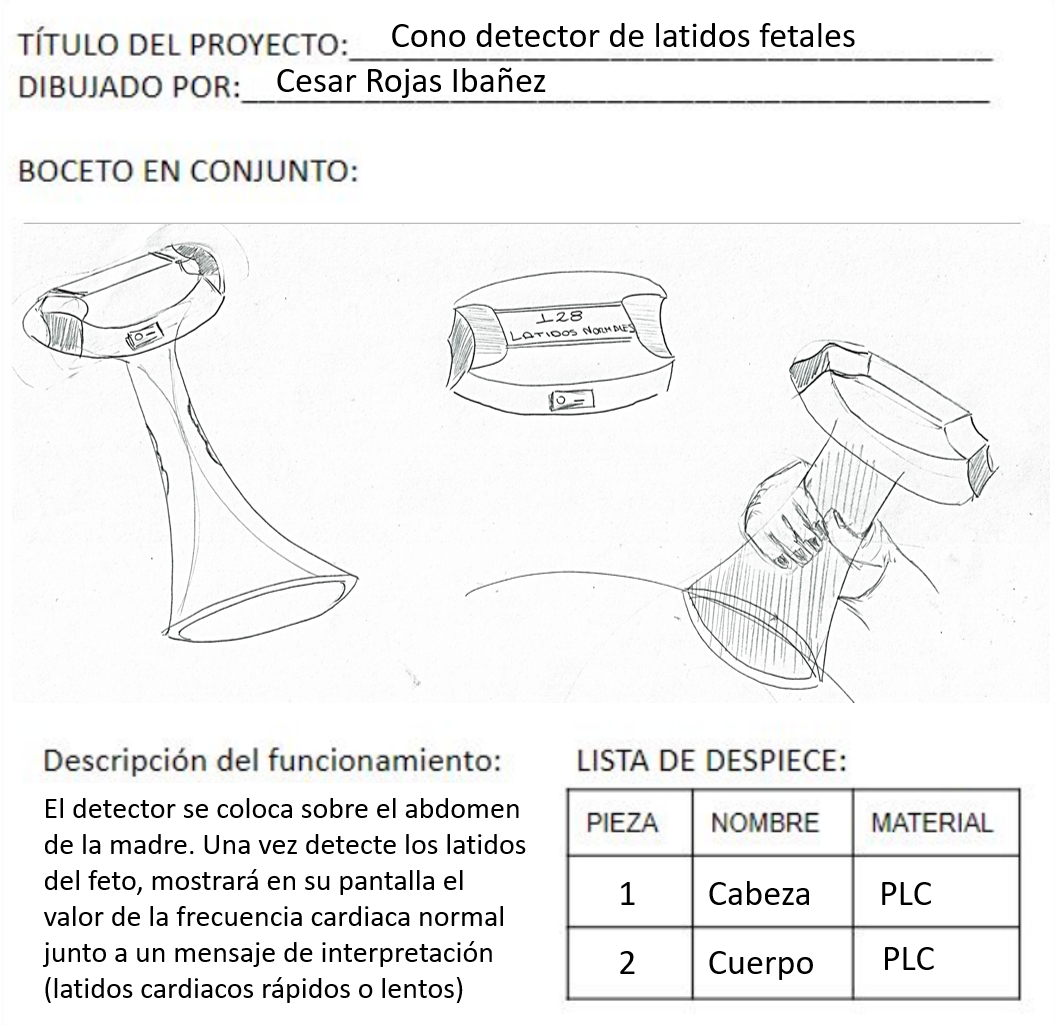 TÍTULO DEL PROYECTO: Cono detector de latidos fetales
DIBUJADO POR: Cesar Rojas Ibañez
BOCETO EN CONJUNTO:
128
LATIDOS NORMALES
Descripción del funcionamiento:
El detector se coloca sobre el abdomen
de la madre. Una vez detecte los latidos
del feto, mostrará en su pantalla el
valor de la frecuencia cardiaca normal
junto a un mensaje de interpretación
(latidos cardiacos rápidos o lentos)
LISTA DE DESPIECE:
PIEZA NOMBRE MATERIAL
1 Cabeza PLC
2 Cuerpo PLC